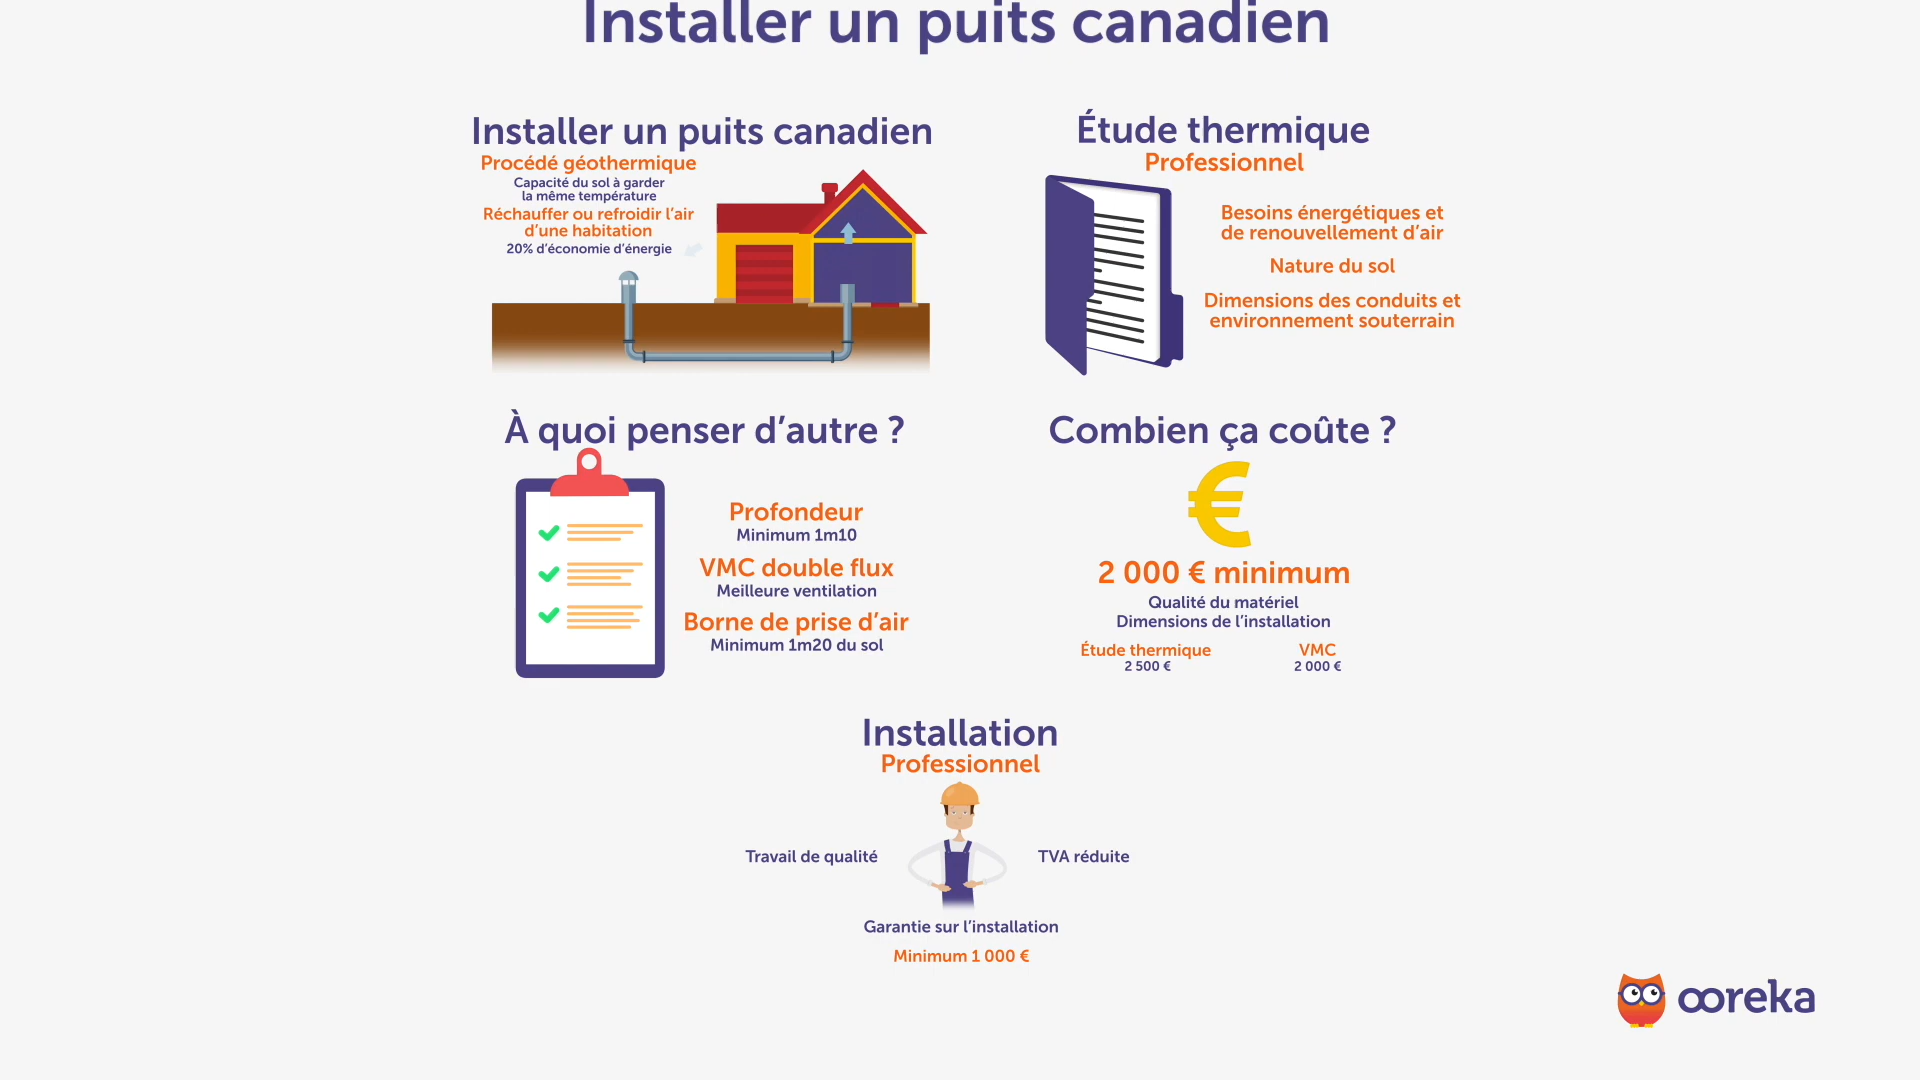 Installer un puits canadien
Installer un puits canadien
Procédé géothermique
Capacité du sol à garder
la même température
Réchauffer ou refroidir l'air
d'une habitation
20% d'économie d'énergie
Étude thermique
Professionnel
Besoins énergétiques et
de renouvellement d'air
Nature du sol
Dimensions des conduits et
environnement souterrain
À quoi penser d'autre ?
Profondeur
Minimum 1m10
VMC double flux
Meilleure ventilation
Borne de prise d'air
Minimum 1m20 du sol
Combien ça coûte ?
€
2 000 € minimum
Qualité du matériel
Dimensions de l'installation
Étude thermique
2 500 €
VMC
2 000 €
Installation
Professionnel
Travail de qualité
TVA réduite
Garantie sur l'installation
Minimum 1 000 €
ooreka